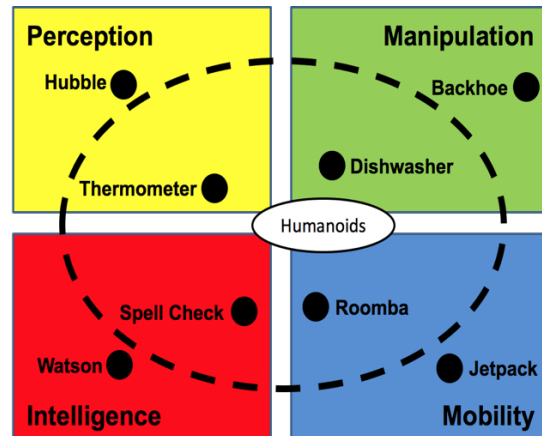 Perception
Manipulation
Hubble
Backhoe
Dishwasher
Thermometer
Humanoids
Spell Check
Roomba
Watson
Jetpack
Intelligence
Mobility